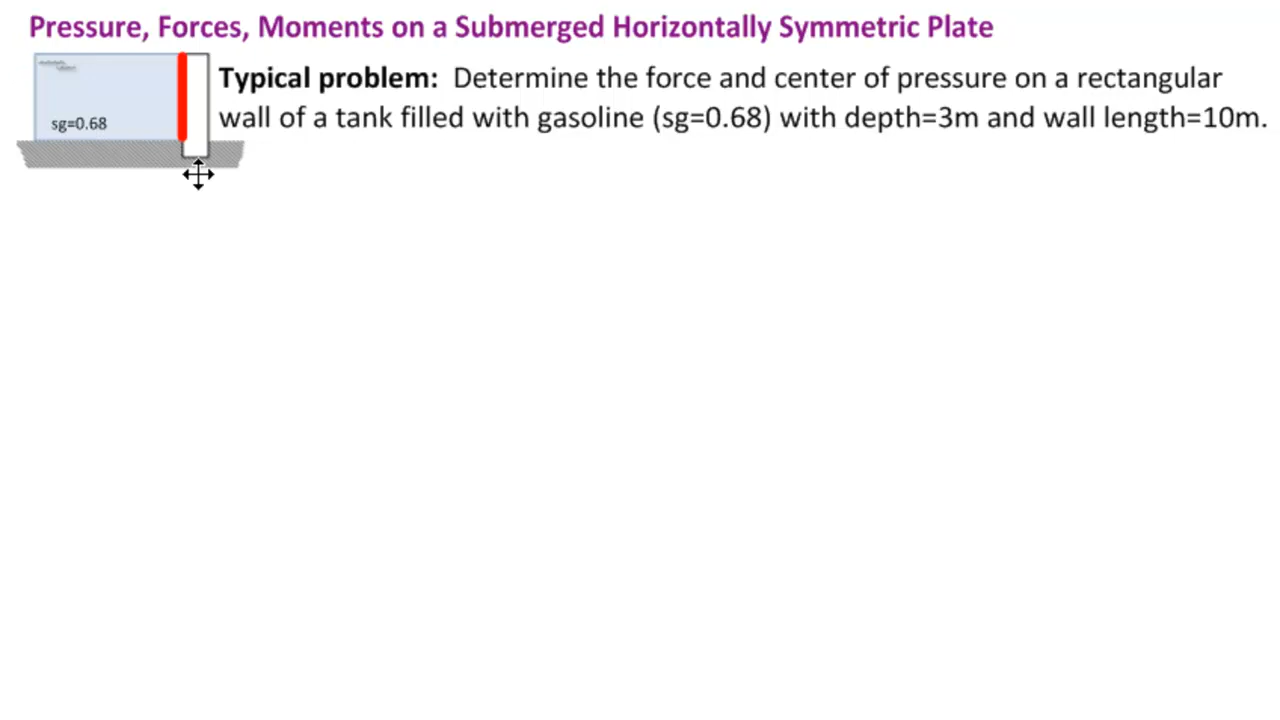 Pressure, Forces, Moments on a Submerged Horizontally Symmetric Plate
Typical problem: Determine the force and center of pressure on a rectangular
wall of a tank filled with gasoline (sg=0.68) with depth=3m and wall length=10m.
sg=0.68